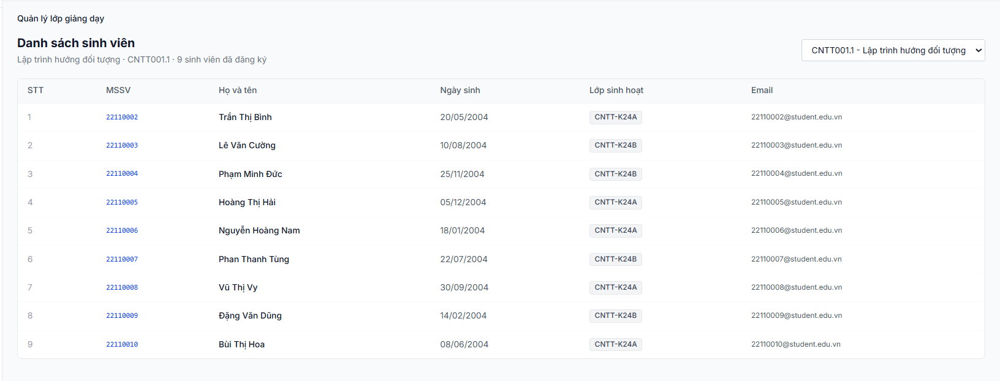 Quản lý lớp giảng dạy
Danh sách sinh viên
Lập trình hướng đối tượng · CNTT001.1 · 9 sinh viên đã đăng ký
CNTT001.1 - Lập trình hướng đối tượng
STT MSSV Họ và tên Ngày sinh Lớp sinh hoạt Email
1 22110002 Trần Thị Bình 20/05/2004 CNTT-K24A 22110002@student.edu.vn
2 22110003 Lê Văn Cường 10/08/2004 CNTT-K24B 22110003@student.edu.vn
3 22110004 Phạm Minh Đức 25/11/2004 CNTT-K24B 22110004@student.edu.vn
4 22110005 Hoàng Thị Hải 05/12/2004 CNTT-K24A 22110005@student.edu.vn
5 22110006 Nguyễn Hoàng Nam 18/01/2004 CNTT-K24A 22110006@student.edu.vn
6 22110007 Phan Thanh Tùng 22/07/2004 CNTT-K24B 22110007@student.edu.vn
7 22110008 Vũ Thị Vy 30/09/2004 CNTT-K24A 22110008@student.edu.vn
8 22110009 Đặng Văn Dũng 14/02/2004 CNTT-K24B 22110009@student.edu.vn
9 22110010 Bùi Thị Hoa 08/06/2004 CNTT-K24A 22110010@student.edu.vn